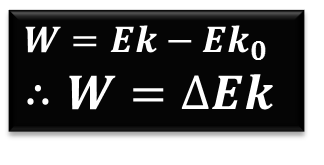 W = Ek − Ek₀
∴ W = ΔEk